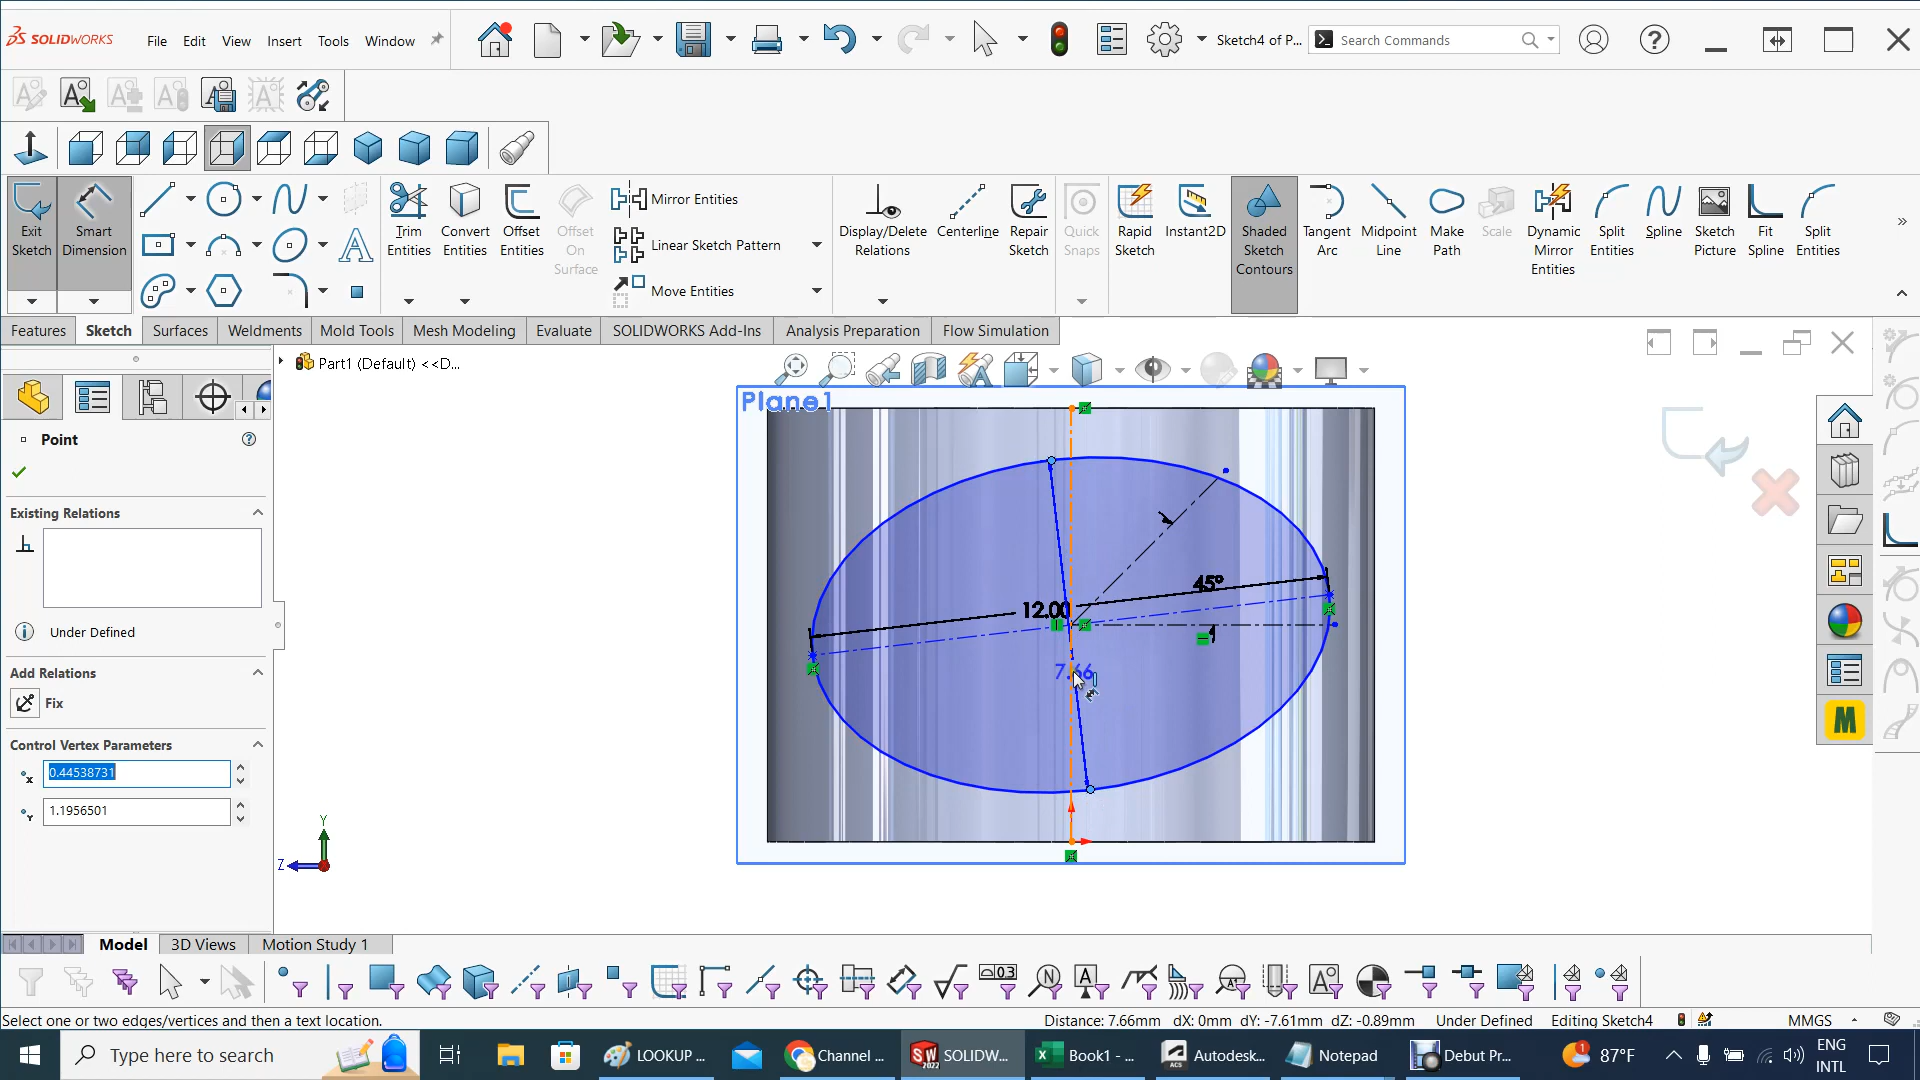 SOLIDWORKS
File Edit View Insert Tools Window
Sketch4 of P...
Search Commands
Exit Sketch
Smart Dimension
Trim Entities
Convert Entities
Offset Entities
Offset On Surface
Mirror Entities
Linear Sketch Pattern
Move Entities
Display/Delete Relations
Centerline
Repair Sketch
Quick Snaps
Rapid Sketch
Instant2D
Shaded Sketch Contours
Tangent Arc
Midpoint Line
Make Path
Scale
Split Entities
Spline
Sketch Picture
Dynamic Mirror Entities
Split Entities
Spline
Sketch Picture
Fit Spline
Split Entities
Features Sketch Surfaces Weldments Mold Tools Mesh Modeling Evaluate SOLIDWORKS Add-Ins Analysis Preparation Flow Simulation
Part1 (Default) <<D...
Plane1
Point
Existing Relations
Under Defined
Add Relations
Fix
Control Vertex Parameters
0.44538731
1.1956501
12.00
45°
7.66
Y
Z
Model 3D Views Motion Study 1
Select one or two edges/vertices and then a text location.
Distance: 7.66mm dX: 0mm dY: -7.61mm dZ: -0.89mm Under Defined Editing Sketch4 MMGS
Type here to search
LOOKUP ...
Channel ...
SOLIDW...
Book1 - ...
Autodesk...
Notepad
Debut Pr...
87°F
ENG
INTL